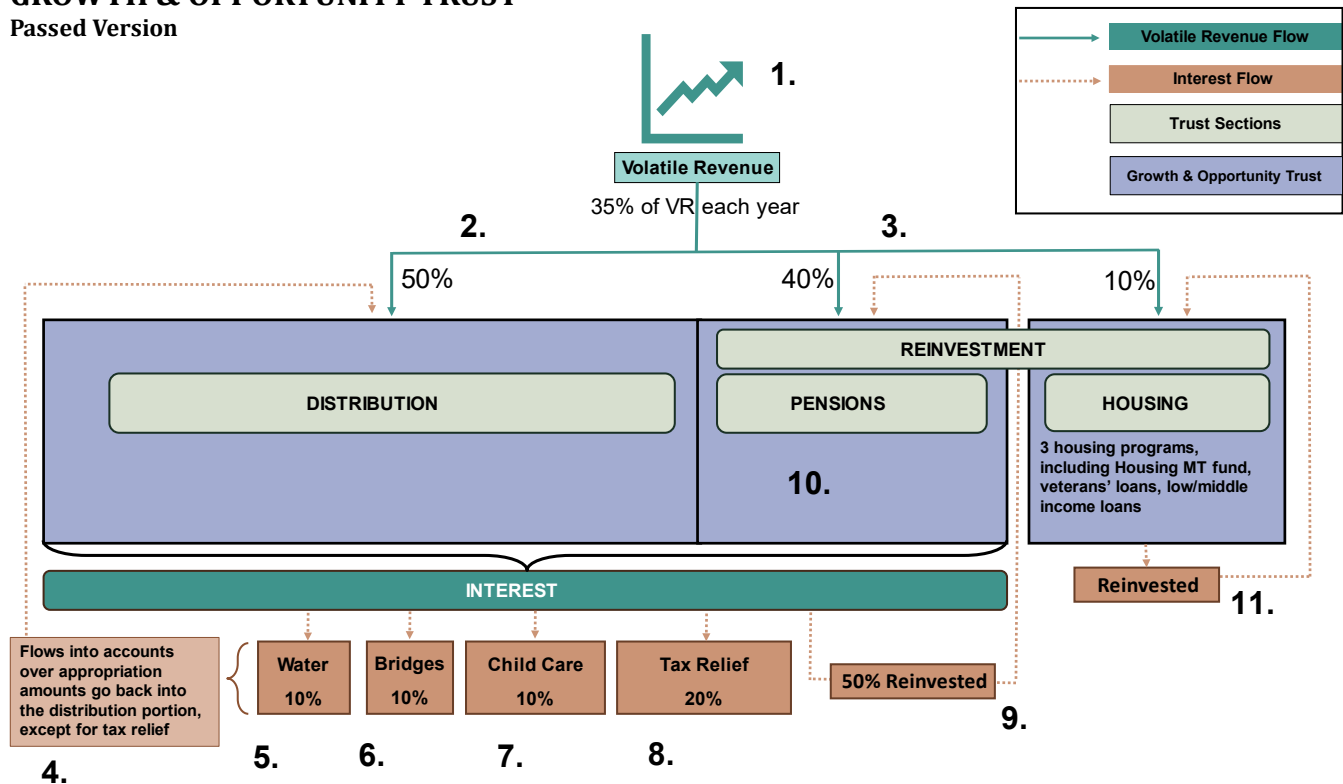 GROWTH & OPPORTUNITY TRUST
Passed Version
Volatile Revenue Flow
Interest Flow
Trust Sections
Growth & Opportunity Trust
1.
Volatile Revenue
35% of VR each year
2.
3.
50%
40%
10%
REINVESTMENT
DISTRIBUTION
PENSIONS
HOUSING
3 housing programs,
including Housing MT fund,
veterans' loans, low/middle
income loans
10.
INTEREST
Reinvested
11.
Flows into accounts
over appropriation
amounts go back into
the distribution portion,
except for tax relief
Water
10%
Bridges
10%
Child Care
10%
Tax Relief
20%
50% Reinvested
4.
5.
6.
7.
8.
9.